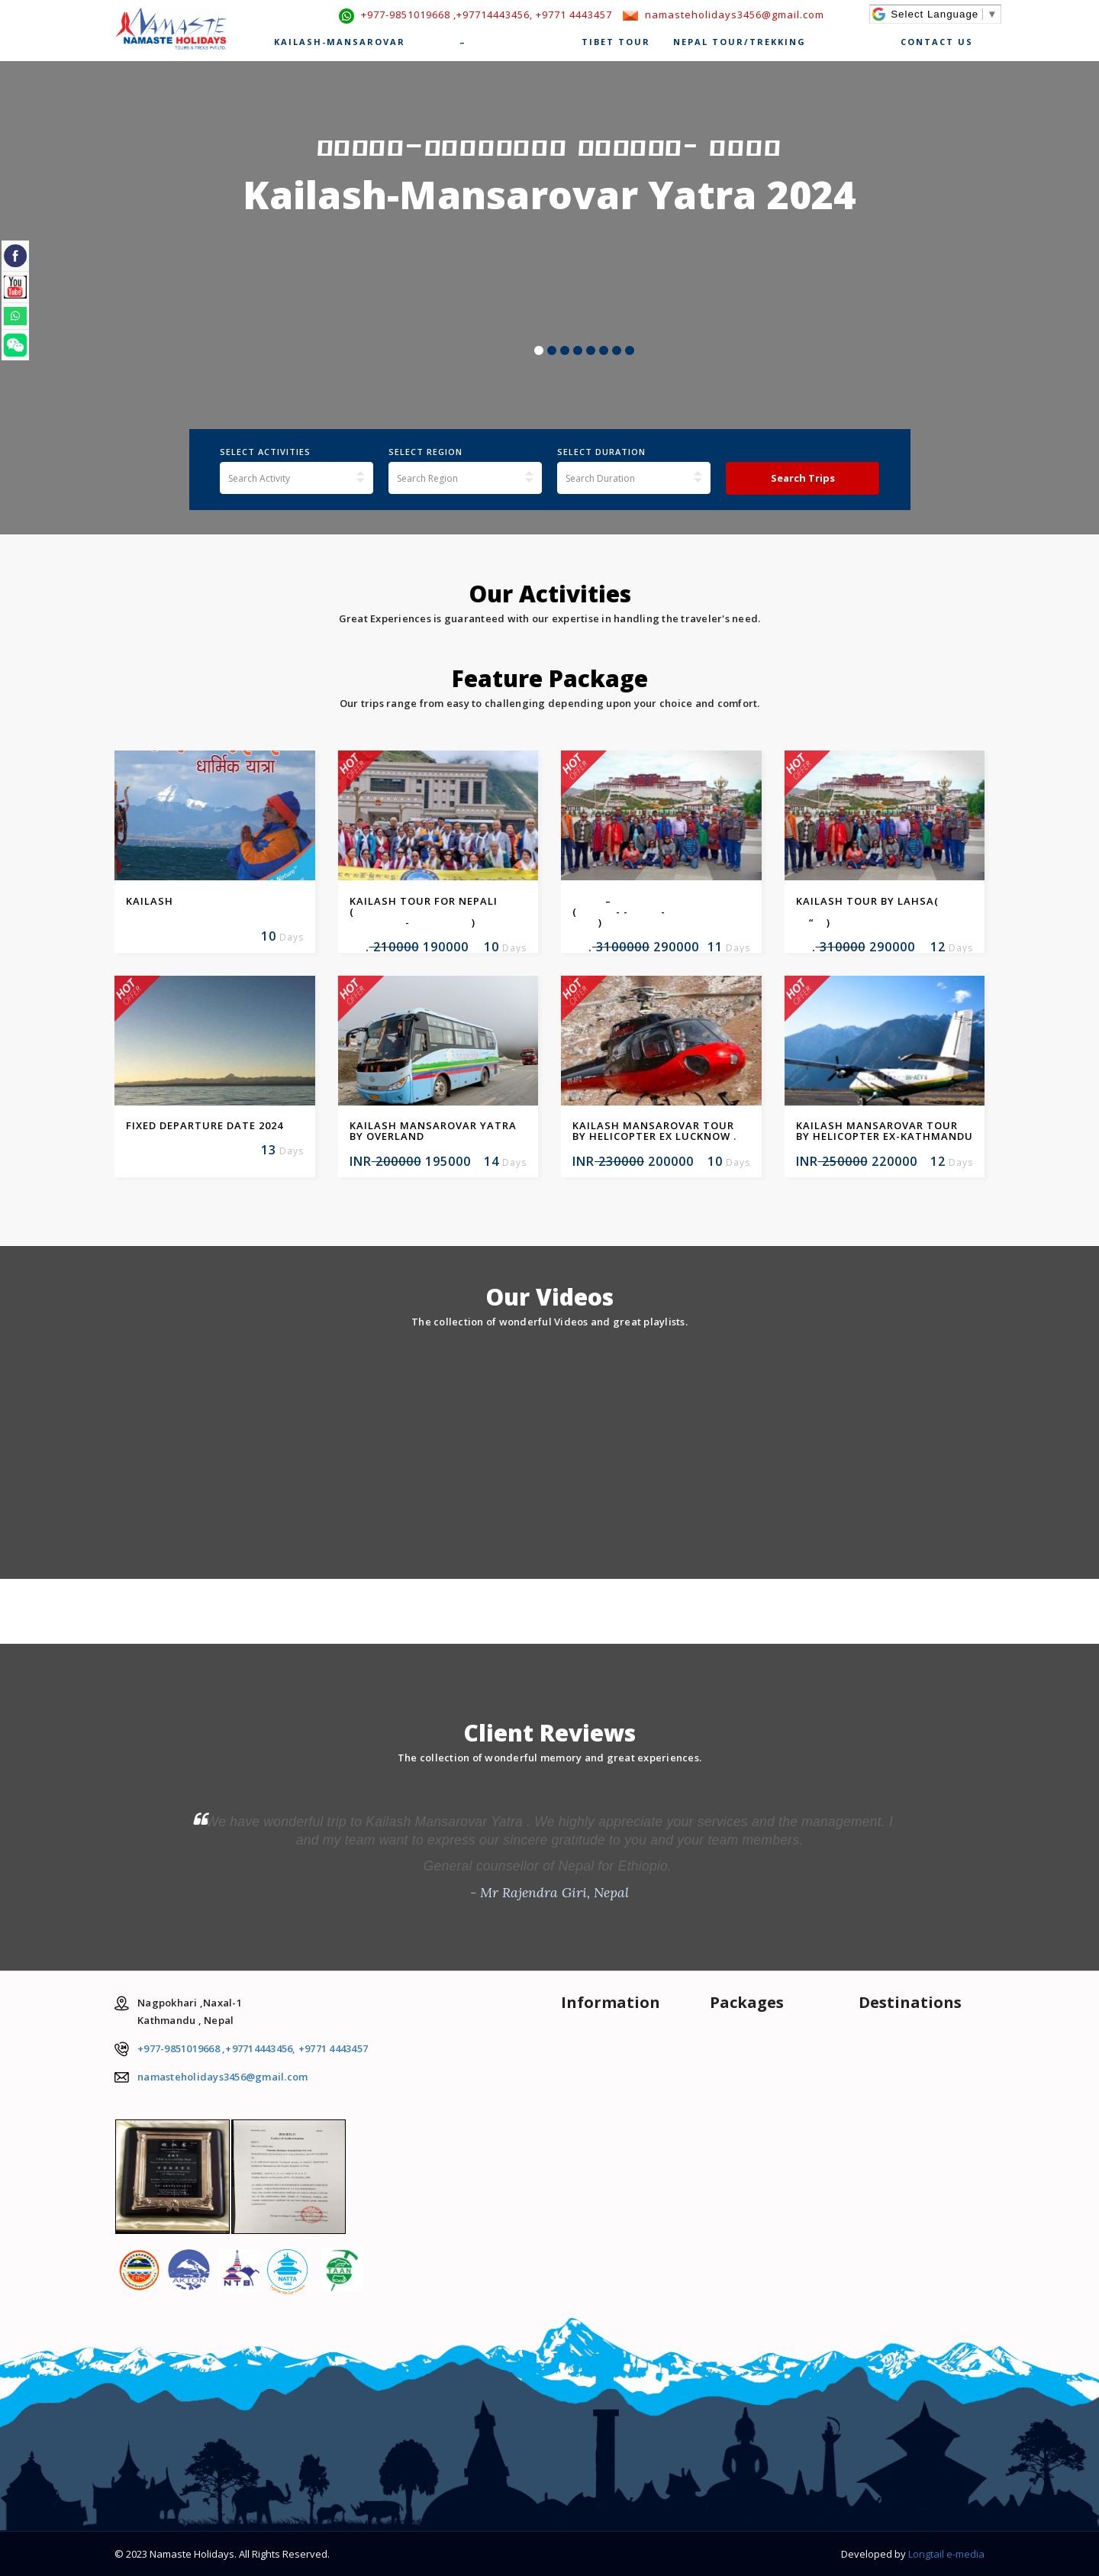 NAMASTE
NAMASTE HOLIDAYS
TOURS & TREKS PVT.LTD.
+977-9851019668 ,+97714443456, +9771 4443457
namasteholidays3456@gmail.com
Select Language ▼
KAILASH-MANSAROVAR
–
TIBET TOUR
NEPAL TOUR/TREKKING
CONTACT US
Kailash-Mansarovar Yatra 2024
You
Tube
SELECT ACTIVITIES
SELECT REGION
SELECT DURATION
Search Activity
Search Region
Search Duration
Search Trips
Our Activities
Great Experiences is guaranteed with our expertise in handling the traveler's need.
Feature Package
Our trips range from easy to challenging depending upon your choice and comfort.
धार्मिक यात्रा
HOT
OFFER
HOT
OFFER
HOT
OFFER
KAILASH
10 Days
KAILASH TOUR FOR NEPALI
(
- )
. 210000 190000 10 Days
–
( - - -
)
. 3100000 290000 11 Days
KAILASH TOUR BY LAHSA(
“ )
. 310000 290000 12 Days
HOT
OFFER
HOT
OFFER
HOT
OFFER
HOT
OFFER
FIXED DEPARTURE DATE 2024
13 Days
KAILASH MANSAROVAR YATRA
BY OVERLAND
INR 200000 195000 14 Days
KAILASH MANSAROVAR TOUR
BY HELICOPTER EX LUCKNOW .
INR 230000 200000 10 Days
KAILASH MANSAROVAR TOUR
BY HELICOPTER EX-KATHMANDU
INR 250000 220000 12 Days
Our Videos
The collection of wonderful Videos and great playlists.
Client Reviews
The collection of wonderful memory and great experiences.
We have wonderful trip to Kailash Mansarovar Yatra . We highly appreciate your services and the management. I
and my team want to express our sincere gratitude to you and your team members.
General counsellor of Nepal for Ethiopio.
- Mr Rajendra Giri, Nepal
Nagpokhari ,Naxal-1
Kathmandu , Nepal
+977-9851019668 ,+97714443456, +9771 4443457
namasteholidays3456@gmail.com
Information
Packages
Destinations
AKTON
NTB
NATTA
TAAN
© 2023 Namaste Holidays. All Rights Reserved.
Developed by Longtail e-media